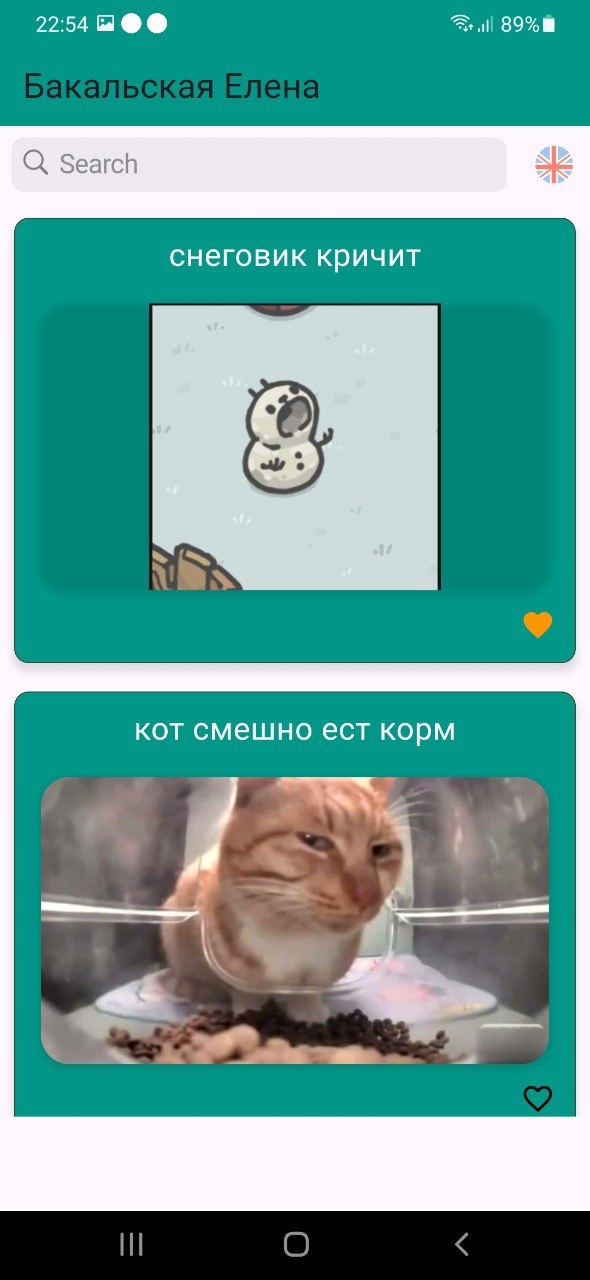 22:54
89%
Бакальская Елена
Search
снеговик кричит
кот смешно ест корм